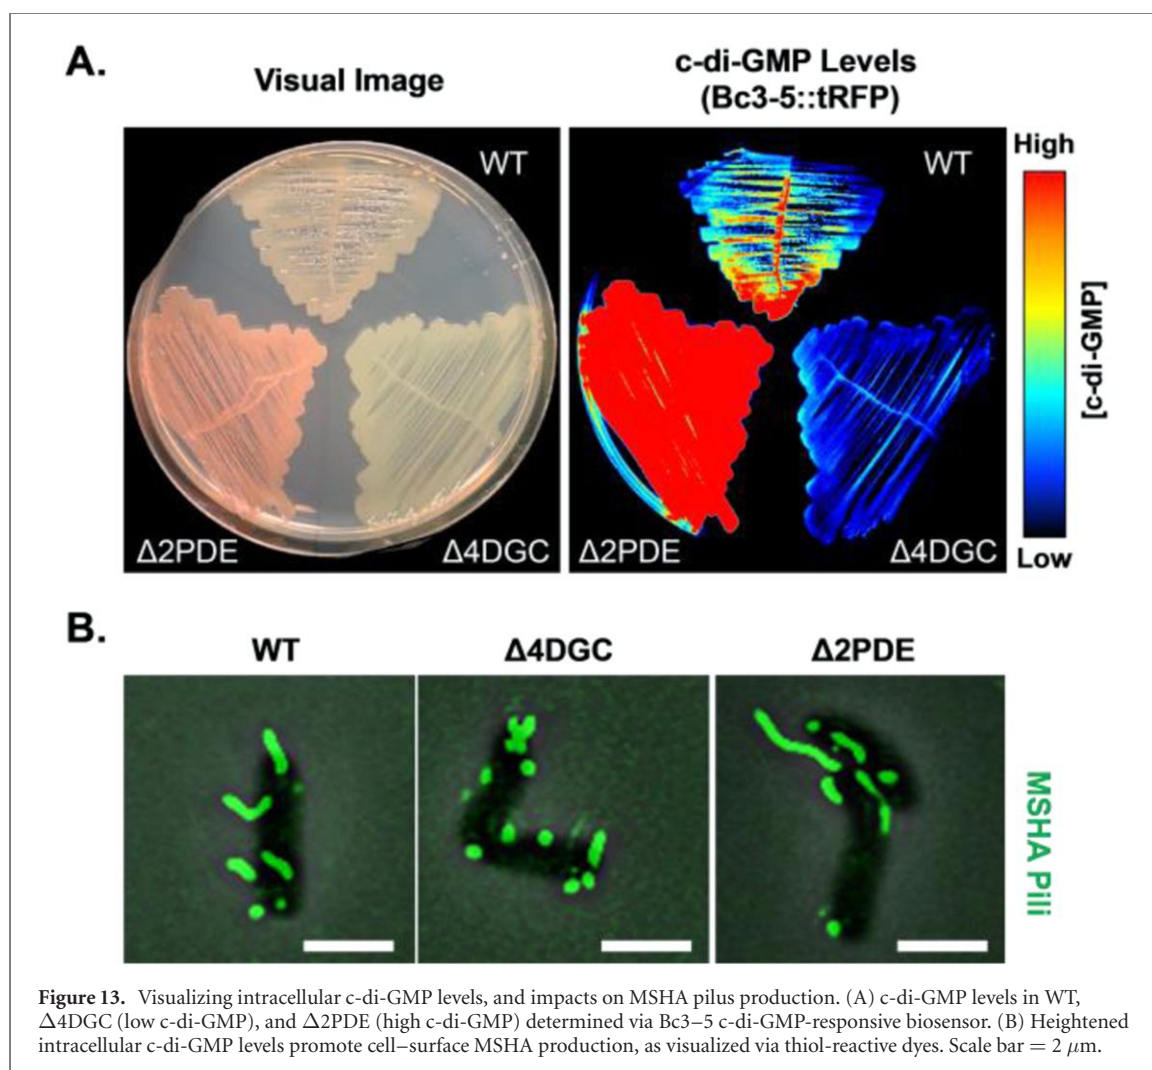 A.
Visual Image
c-di-GMP Levels
(Bc3-5::tRFP)
WT
Δ2PDE
Δ4DGC
WT
Δ2PDE
Δ4DGC
High
[c-di-GMP]
Low
B.
WT
Δ4DGC
Δ2PDE
MSHA Pili
Figure 13. Visualizing intracellular c-di-GMP levels, and impacts on MSHA pilus production. (A) c-di-GMP levels in WT,
Δ4DGC (low c-di-GMP), and Δ2PDE (high c-di-GMP) determined via Bc3–5 c-di-GMP-responsive biosensor. (B) Heightened
intracellular c-di-GMP levels promote cell–surface MSHA production, as visualized via thiol-reactive dyes. Scale bar = 2 μm.